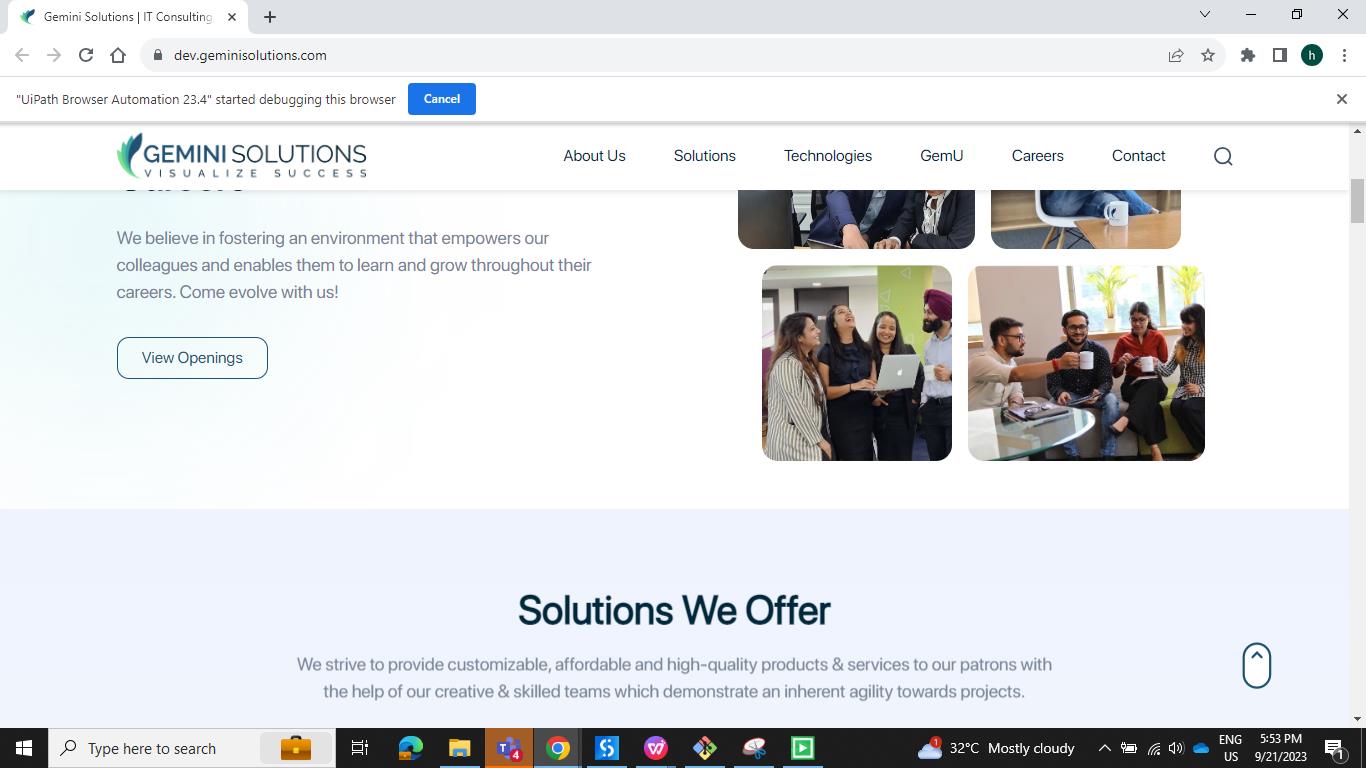 Gemini Solutions | IT Consulting
dev.geminisolutions.com
h
"UiPath Browser Automation 23.4" started debugging this browser
Cancel
GEMINI SOLUTIONS
VISUALIZE SUCCESS
About Us
Solutions
Technologies
GemU
Careers
Contact
Careers
We believe in fostering an environment that empowers our
colleagues and enables them to learn and grow throughout their
careers. Come evolve with us!
View Openings
Solutions We Offer
We strive to provide customizable, affordable and high-quality products & services to our patrons with
the help of our creative & skilled teams which demonstrate an inherent agility towards projects.
Type here to search
4
1
32°C Mostly cloudy
ENG
US
5:53 PM
9/21/2023
1